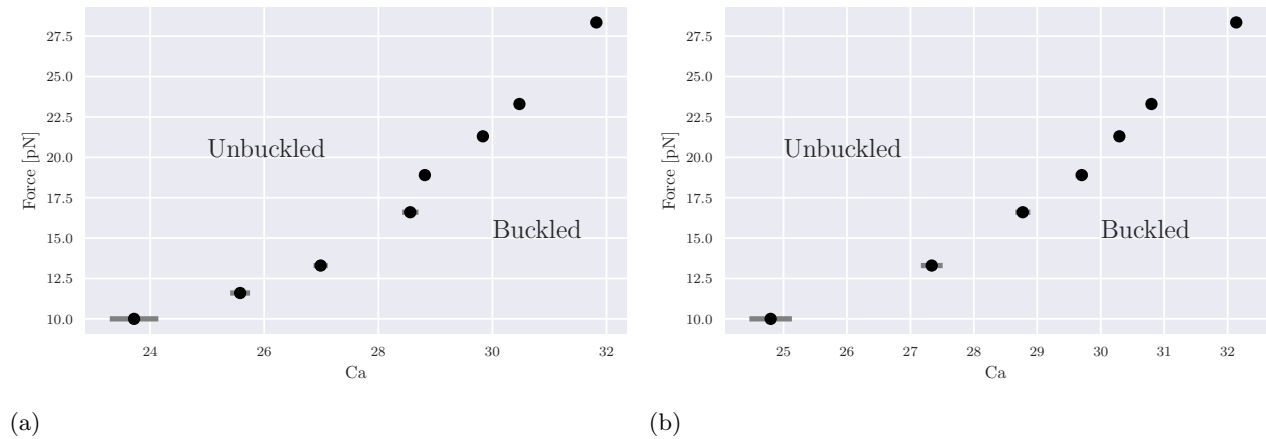 27.5
25.0
22.5
20.0
17.5
15.0
12.5
10.0
Force [pN]
Unbuckled
Buckled
24 26 28 30 32
Ca
(a)
27.5
25.0
22.5
20.0
17.5
15.0
12.5
10.0
Force [pN]
Unbuckled
Buckled
25 26 27 28 29 30 31 32
Ca
(b)